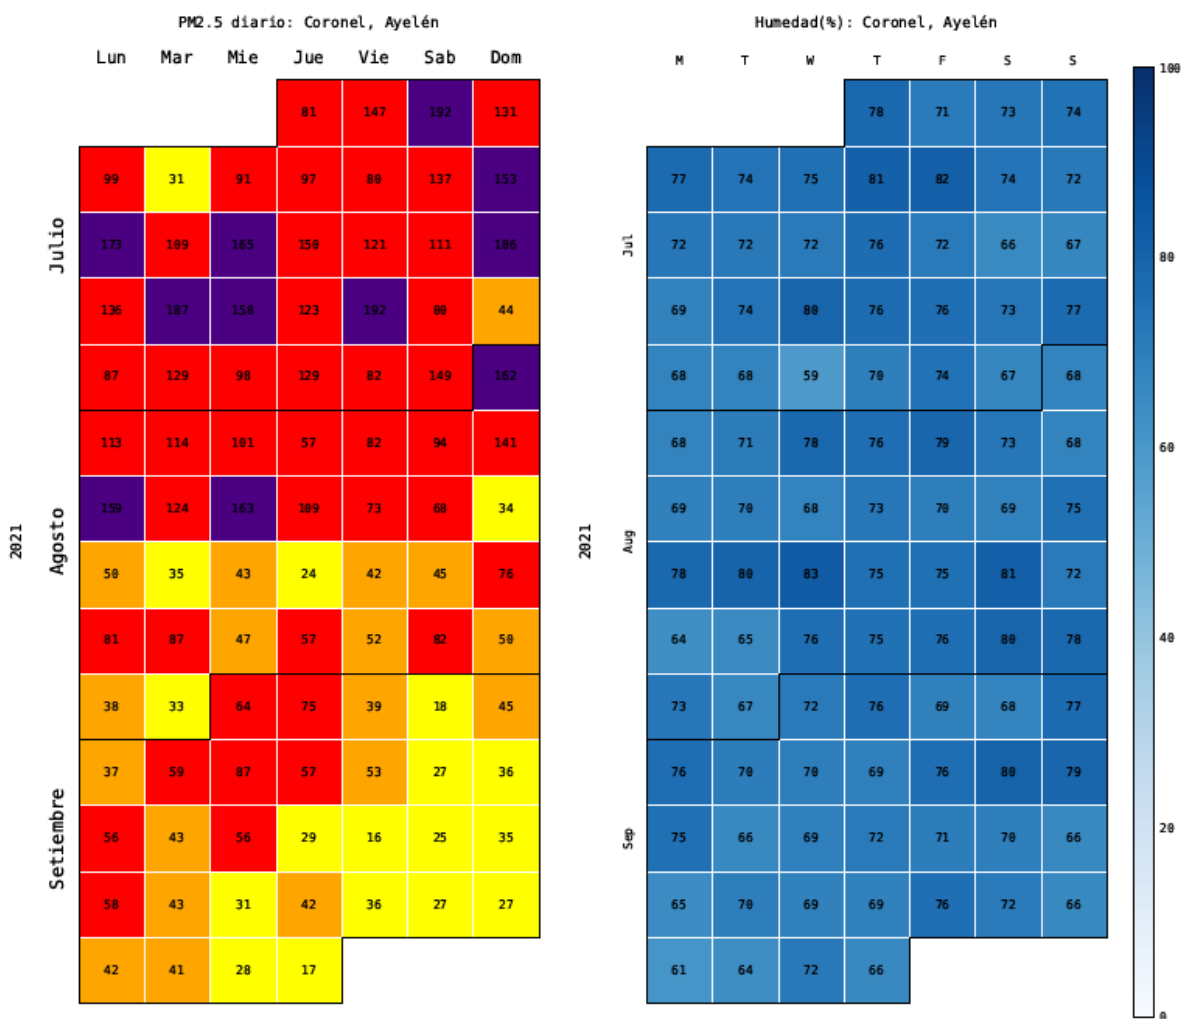 PM2.5 diario: Coronel, Ayelén
Lun Mar Mie Jue Vie Sab Dom
81 147 192 131
99 31 91 97 80 137 153
173 109 165 150 121 111 186
136 187 158 123 192 80 44
87 129 98 129 82 149 162
113 114 101 57 82 94 141
159 124 163 109 73 68 34
50 35 43 24 42 45 76
81 87 47 57 52 82 50
38 33 64 75 39 18 45
37 59 87 57 53 27 36
56 43 56 29 16 25 35
58 43 31 42 36 27 27
42 41 28 17
Julio
Agosto
Setiembre
2021
Humedad(%): Coronel, Ayelén
M T W T F S S
78 71 73 74
77 74 75 81 82 74 72
72 72 72 76 72 66 67
69 74 80 76 76 73 77
68 68 59 70 74 67 68
68 71 78 76 79 73 68
69 70 68 73 70 69 75
78 80 83 75 75 81 72
64 65 76 75 76 80 78
73 67 72 76 69 68 77
76 70 70 69 76 80 79
75 66 69 72 71 70 66
65 70 69 69 76 72 66
61 64 72 66
Jul
Aug
Sep
2021
100
80
60
40
20
0